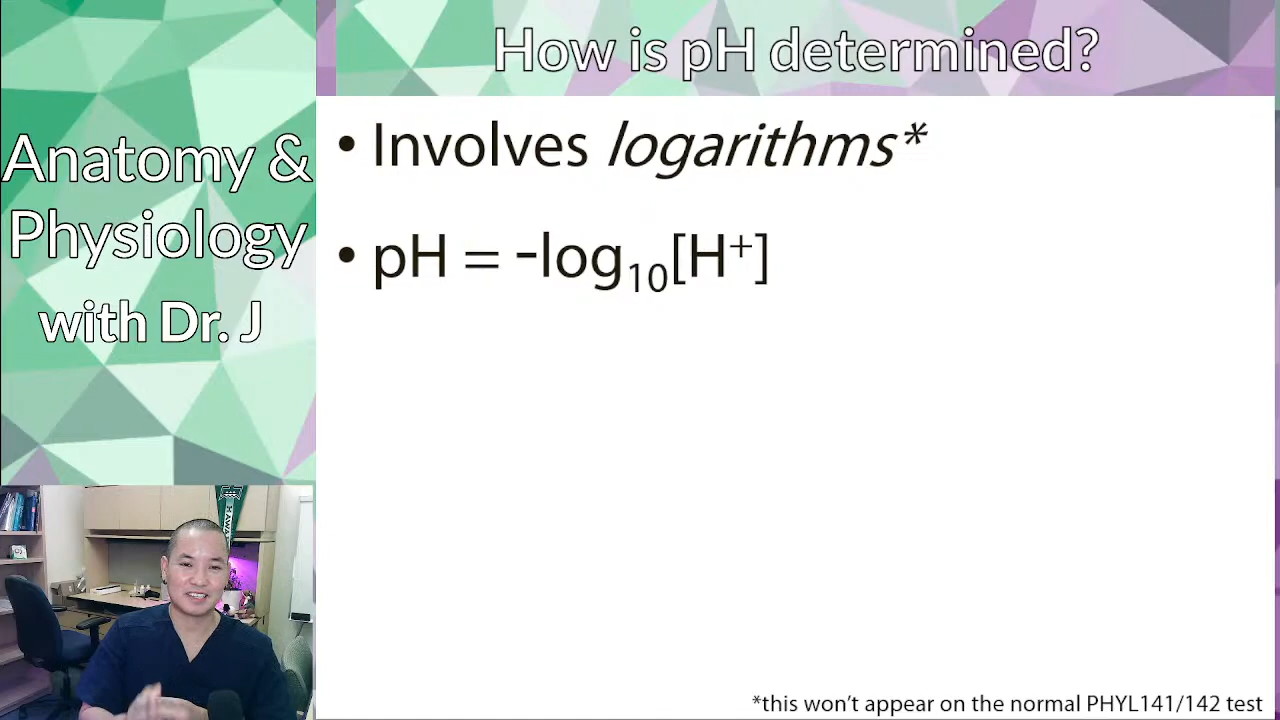 How is pH determined?
Anatomy &
Physiology
with Dr. J
• Involves logarithms*
• pH = -log₁₀[H⁺]
*this won't appear on the normal PHYL141/142 test